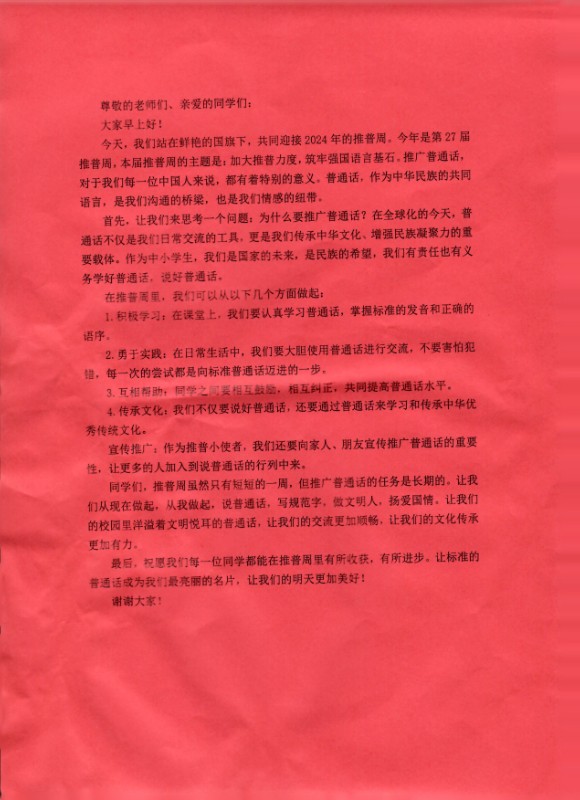 尊敬的老师们、亲爱的同学们：
大家早上好！
今天，我们站在鲜艳的国旗下，共同迎接 2024 年的推普周。今年是第 27 届
推普周，本届推普周的主题是：加大推普力度，筑牢强国语言基石。推广普通话，
对于我们每一位中国人来说，都有着特别的意义。普通话，作为中华民族的共同
语言，是我们沟通的桥梁，也是我们情感的纽带。
首先，让我们来思考一个问题：为什么要推广普通话？在全球化的今天，普
通话不仅是我们日常交流的工具，更是我们传承中华文化、增强民族凝聚力的重
要载体。作为中小学生，我们是国家的未来，是民族的希望，我们有责任也有义
务学好普通话，说好普通话。
在推普周里，我们可以从以下几个方面做起：
1.积极学习：在课堂上，我们要认真学习普通话，掌握标准的发音和正确的
语序。
2.勇于实践：在日常生活中，我们要大胆使用普通话进行交流，不要害怕犯
错。每一次的尝试都是向标准普通话迈进的一步。
3.互相帮助：同学之间要相互鼓励，相互纠正，共同提高普通话水平。
4.传承文化：我们不仅要说好普通话，还要通过普通话来学习和传承中华优
秀传统文化。
宣传推广：作为推普小使者，我们还要向家人、朋友宣传推广普通话的重要
性，让更多的人加入到说普通话的行列中来。
同学们，推普周虽然只有短短的一周，但推广普通话的任务是长期的。让我
们从现在做起，从我做起，说普通话，写规范字，做文明人，扬爱国情。让我们
的校园里洋溢着文明悦耳的普通话，让我们的交流更加顺畅，让我们的文化传承
更加有力。
最后，祝愿我们每一位同学都能在推普周里有所收获，有所进步。让标准的
普通话成为我们最亮丽的名片，让我们的明天更加美好！
谢谢大家！